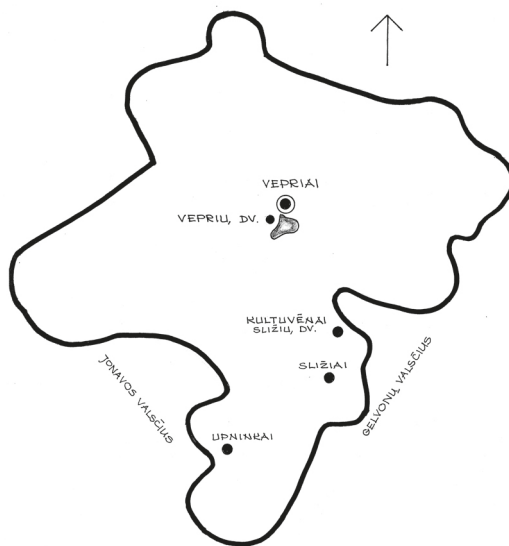 VEPRIAI
VEPRIŲ, DV.
KULTUVĖNAI
SLIŽIŲ, DV.
SLIŽIAI
JONAVOS VALSČIUS
GELVONŲ VALSČIUS
UPNINKAI